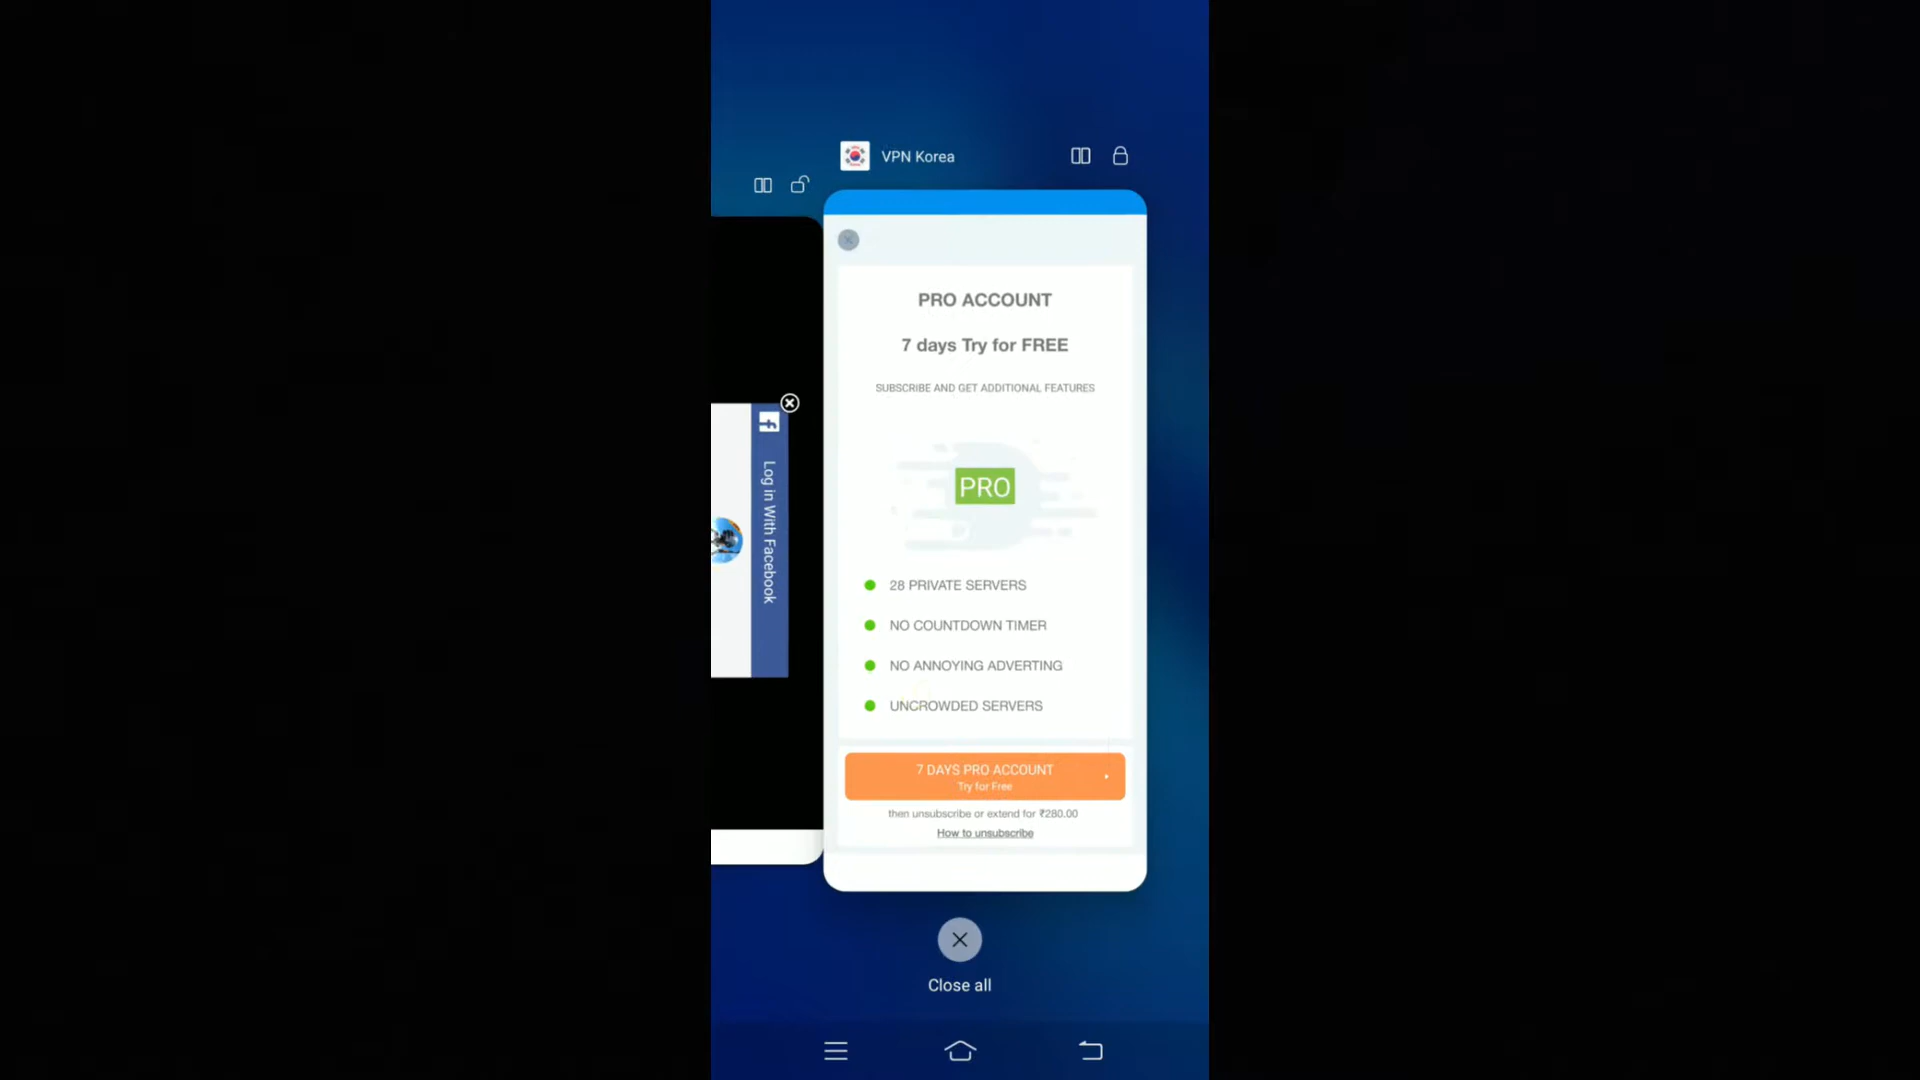 VPN Korea
PRO ACCOUNT
7 days Try for FREE
SUBSCRIBE AND GET ADDITIONAL FEATURES
PRO
28 PRIVATE SERVERS
NO COUNTDOWN TIMER
NO ANNOYING ADVERTING
UNCROWDED SERVERS
7 DAYS PRO ACCOUNT
Try for Free
then unsubscribe or extend for ₹280.00
How to unsubscribe
Log in With Facebook
Close all